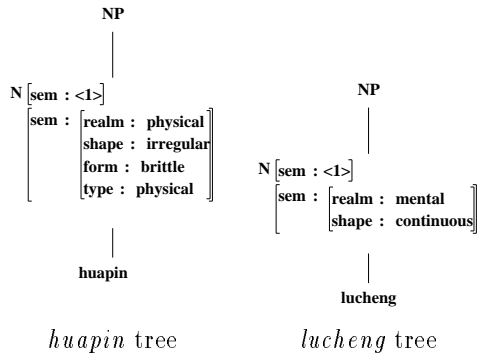 NP
N [sem : <1>]
[sem : [realm : physical
shape : irregular
form : brittle
type : physical]]
huapin
huapin tree
NP
N [sem : <1>]
[sem : [realm : mental
shape : continuous]]
lucheng
lucheng tree